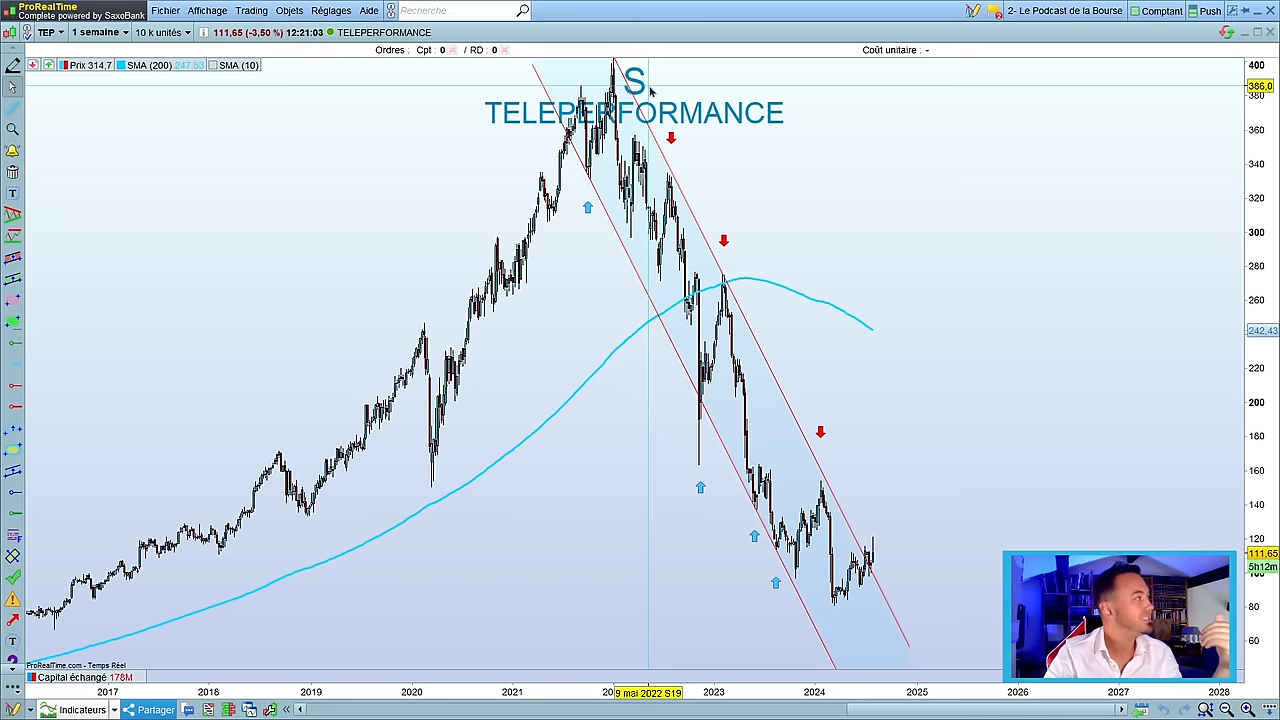 ProRealTime
Complete powered by SaxoBank
Fichier Affichage Trading Objets Réglages Aide Recherche
2- Le Podcast de la Bourse Comptant Push
TEP 1 semaine 10 k unités 111,65 (-3,50 %) 12:21:03 TELEPERFORMANCE
Ordres : Cpt : 0 / RD : 0 Coût unitaire : -
Prix 314,7 SMA (200) 247.53 SMA (10)
S
TELEPERFORMANCE
400
386,0
380
360
340
320
300
280
260
242,43
220
200
180
160
140
120
111,65
5h12m
100
80
60
ProRealTime.com - Temps Réel
Capital échangé 178M
2017 2018 2019 2020 2021 20 9 mai 2022 S19 2023 2024 2025 2026 2027 2028
Indicateurs Partager